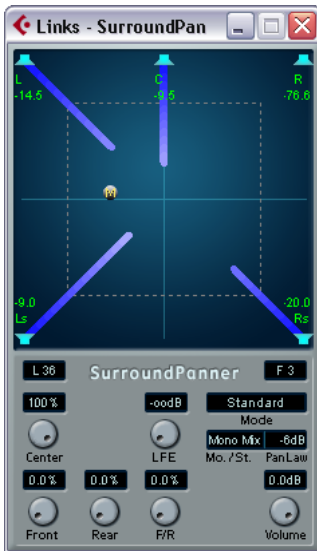 Links - SurroundPan
L C R
-14.5 -9.5 -76.6
M
-9.0 -20.0
Ls Rs
L 36 SurroundPanner F 3
100% -oodB Standard
Mode
Mono Mix -6dB
Center LFE Mo./St. PanLaw
0.0% 0.0% 0.0% 0.0dB
Front Rear F/R Volume